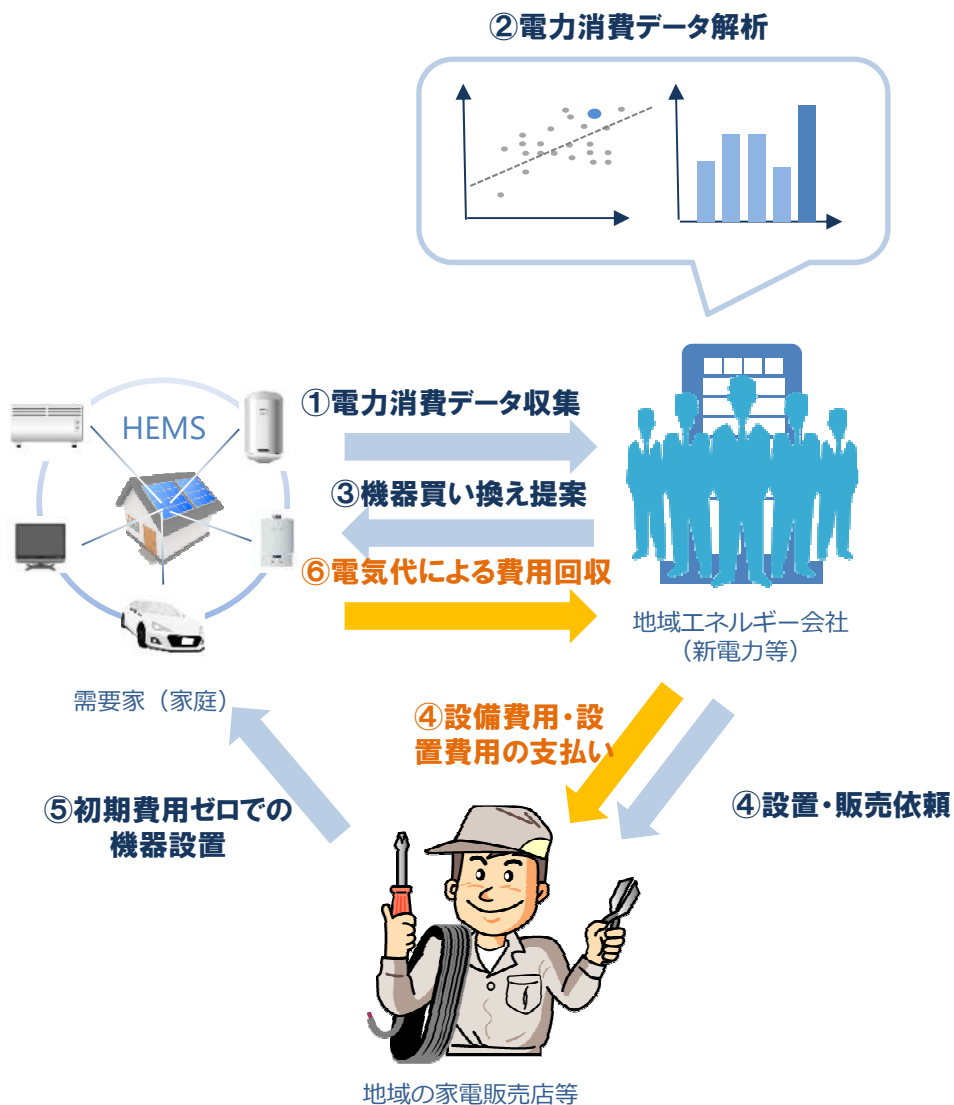 ②電力消費データ解析
HEMS
①電力消費データ収集
③機器買い換え提案
⑥電気代による費用回収
地域エネルギー会社
（新電力等）
需要家（家庭）
④設備費用・設
置費用の支払い
④設置・販売依頼
⑤初期費用ゼロでの
機器設置
地域の家電販売店等